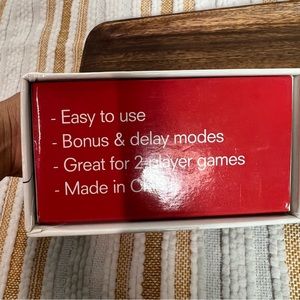 - Easy to use
- Bonus & delay modes
- Great for 2-player games
- Made in